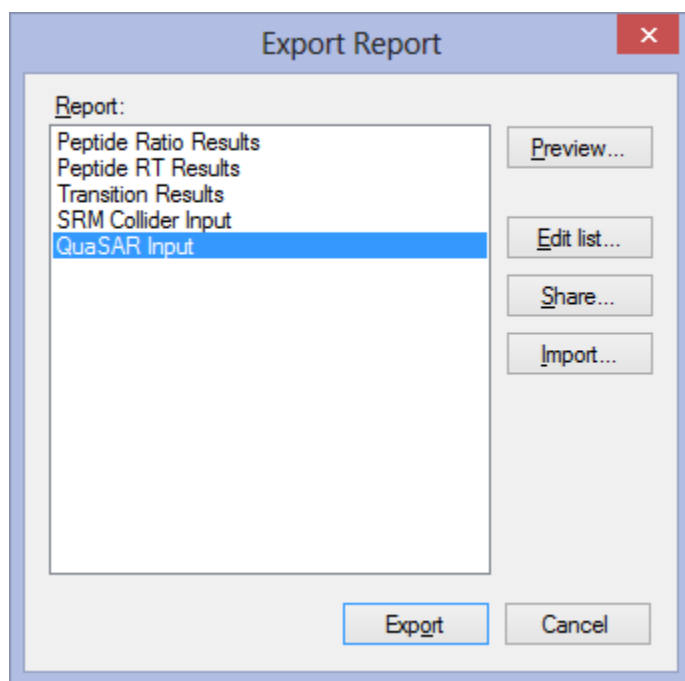 Export Report
Report:
Peptide Ratio Results
Peptide RT Results
Transition Results
SRM Collider Input
QuaSAR Input
Preview...
Edit list...
Share...
Import...
Export
Cancel